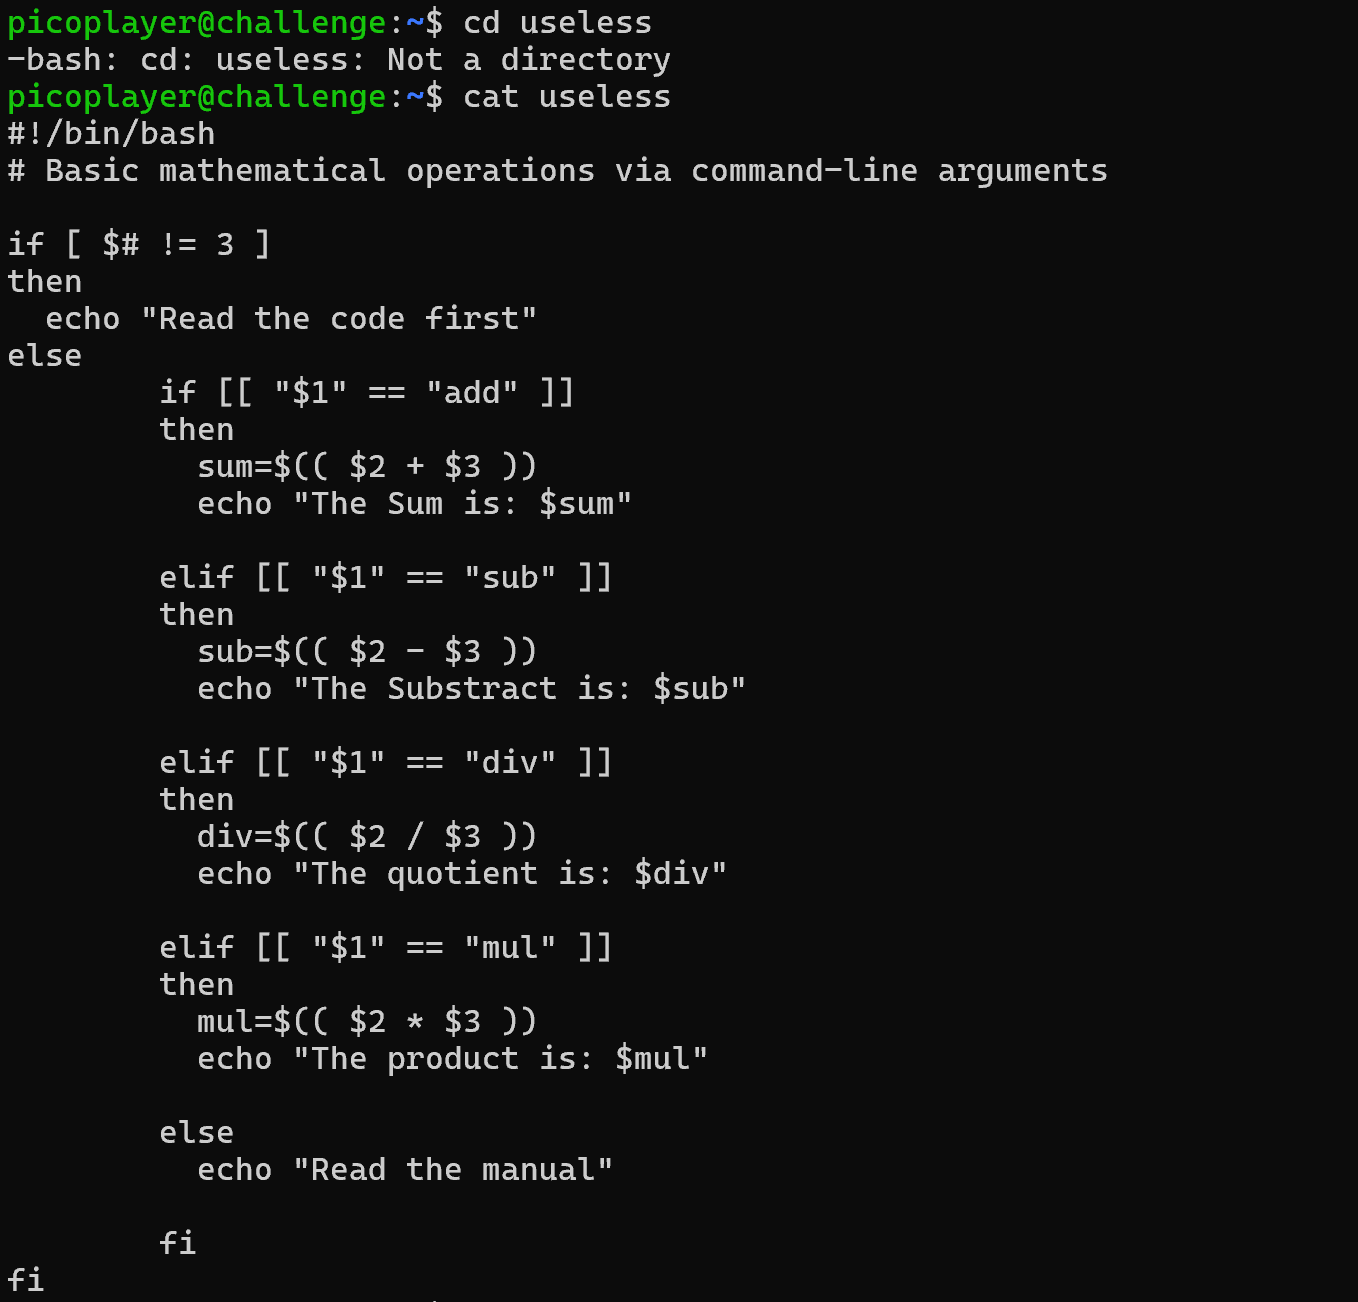 picoplayer@challenge:~$ cd useless
-bash: cd: useless: Not a directory
picoplayer@challenge:~$ cat useless
#!/bin/bash
# Basic mathematical operations via command-line arguments

if [ $# != 3 ]
then
  echo "Read the code first"
else
        if [[ "$1" == "add" ]]
        then
          sum=$(( $2 + $3 ))
          echo "The Sum is: $sum"

        elif [[ "$1" == "sub" ]]
        then
          sub=$(( $2 - $3 ))
          echo "The Substract is: $sub"

        elif [[ "$1" == "div" ]]
        then
          div=$(( $2 / $3 ))
          echo "The quotient is: $div"

        elif [[ "$1" == "mul" ]]
        then
          mul=$(( $2 * $3 ))
          echo "The product is: $mul"

        else
          echo "Read the manual"

        fi
fi